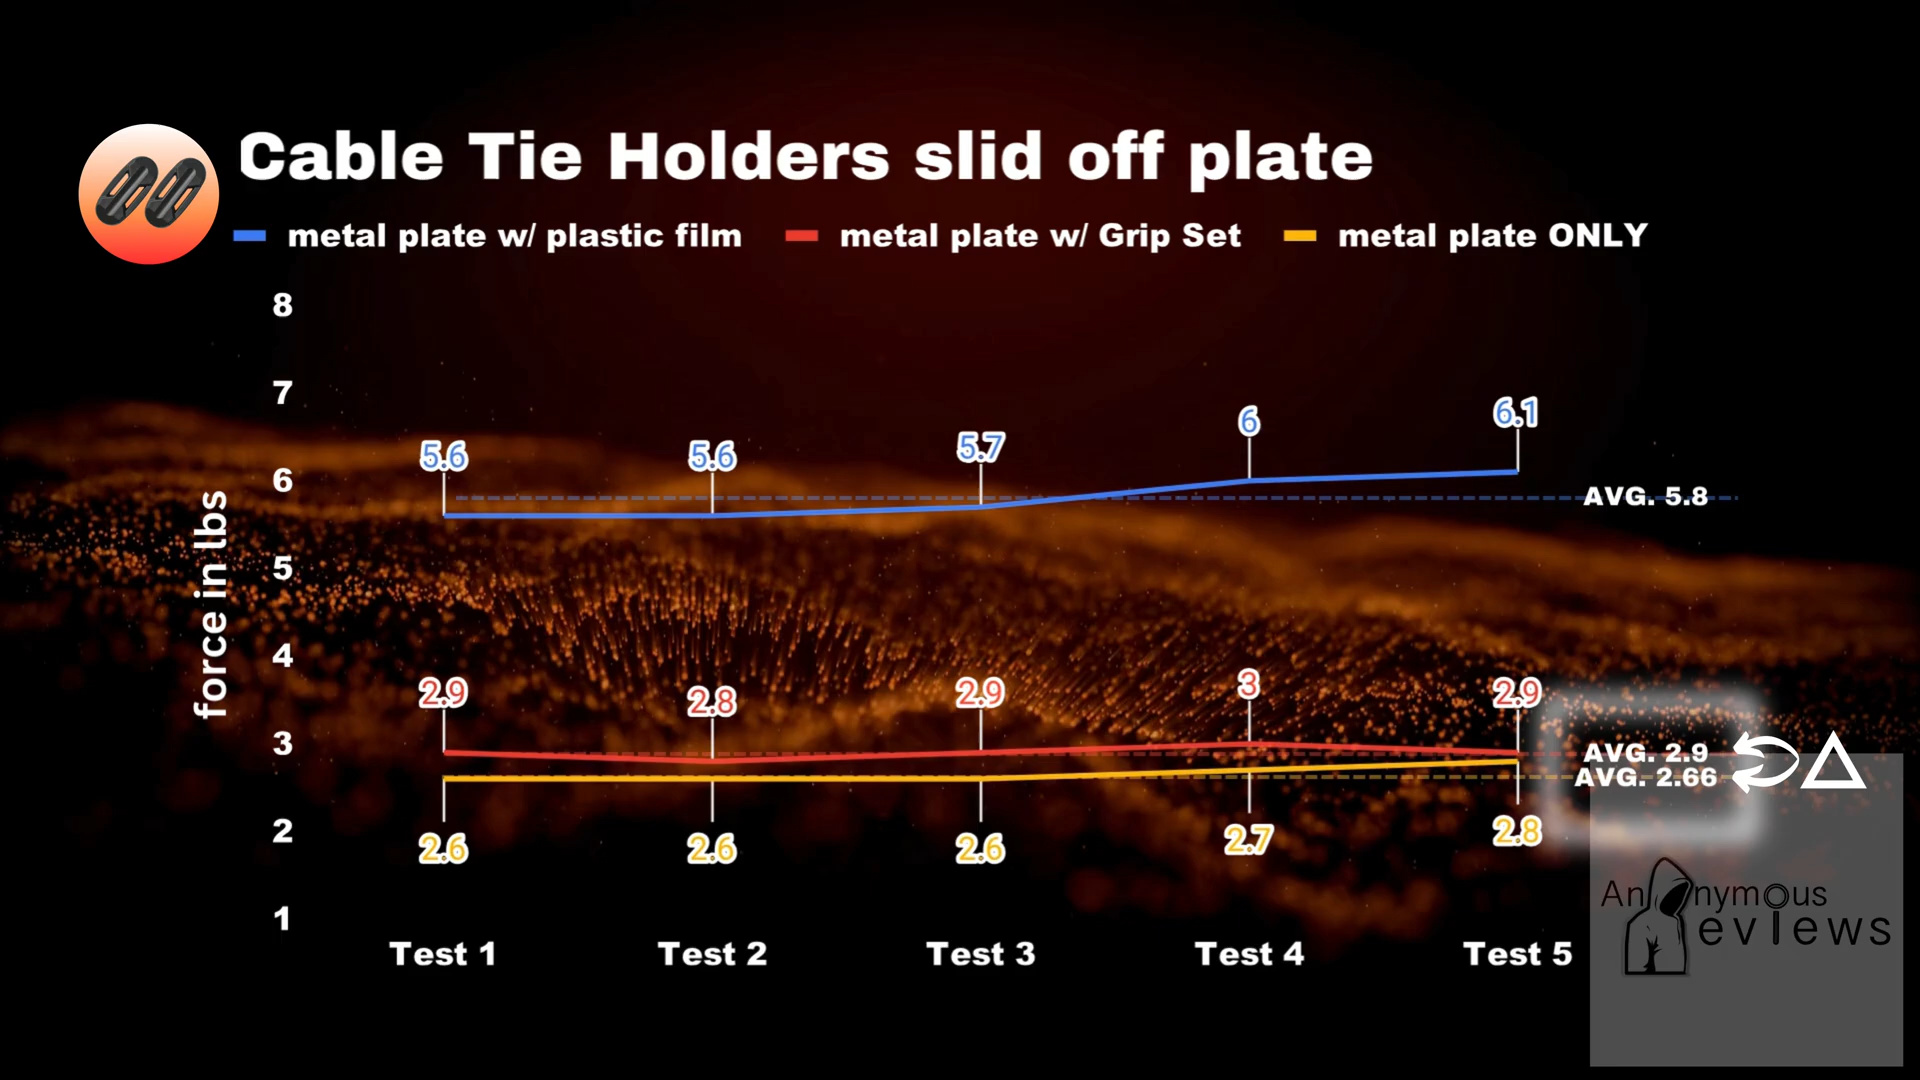 Cable Tie Holders slid off plate
metal plate w/ plastic film metal plate w/ Grip Set metal plate ONLY
force in lbs
8
7
6
5
4
3
2
1
5.6 5.6 5.7 6 6.1
AVG. 5.8
2.9 2.8 2.9 3 2.9
AVG. 2.9
AVG. 2.66
2.6 2.6 2.6 2.7 2.8
Test 1 Test 2 Test 3 Test 4 Test 5
Anonymous
Reviews